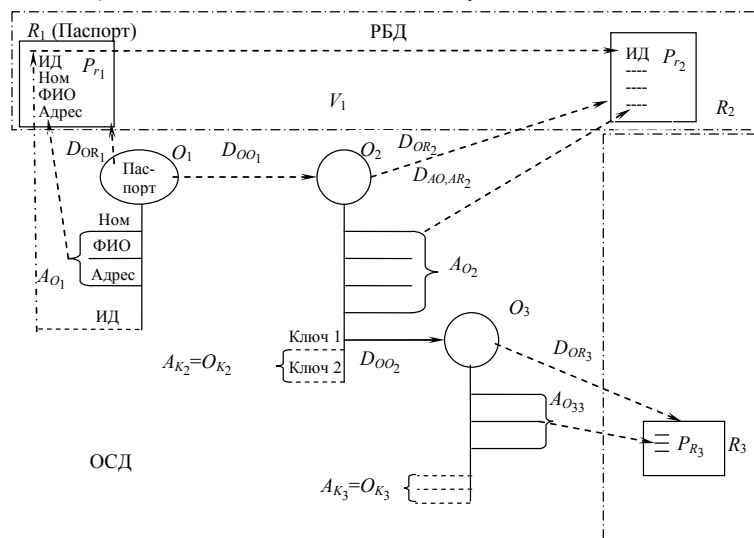 R1 (Паспорт) РБД
ИД Pr1
Ном
ФИО
Адрес
ИД Pr2
----
----
----
V1
R2
DOR1
O1
DOO1
O2
DOR2
DAO,AR2
Пас-
порт
Ном
ФИО
Адрес
ИД
AO1
AO2
O3
Ключ 1
Ключ 2
AK2=OK2
DOO2
DOR3
AO33
PR3
R3
ОСД
AK3=OK3